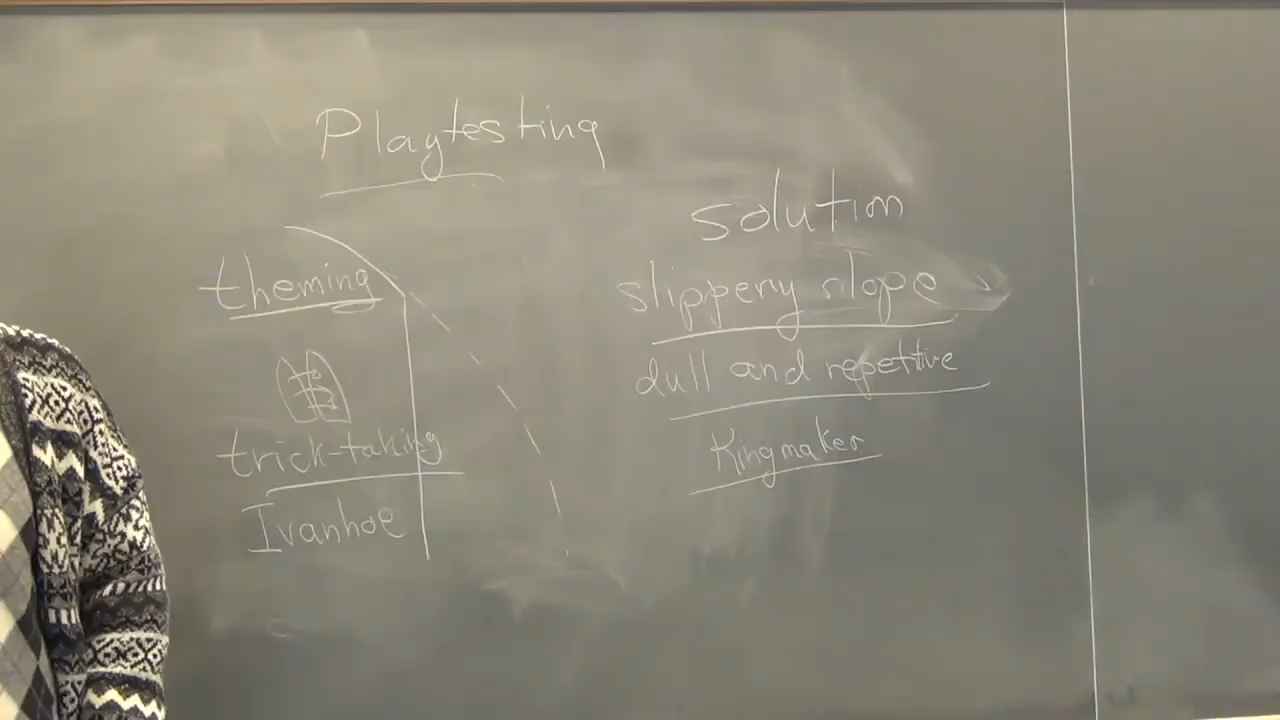 Playtesting
theming
trick-taking
Ivanhoe
solution
slippery slope
dull and repetitive
Kingmaker